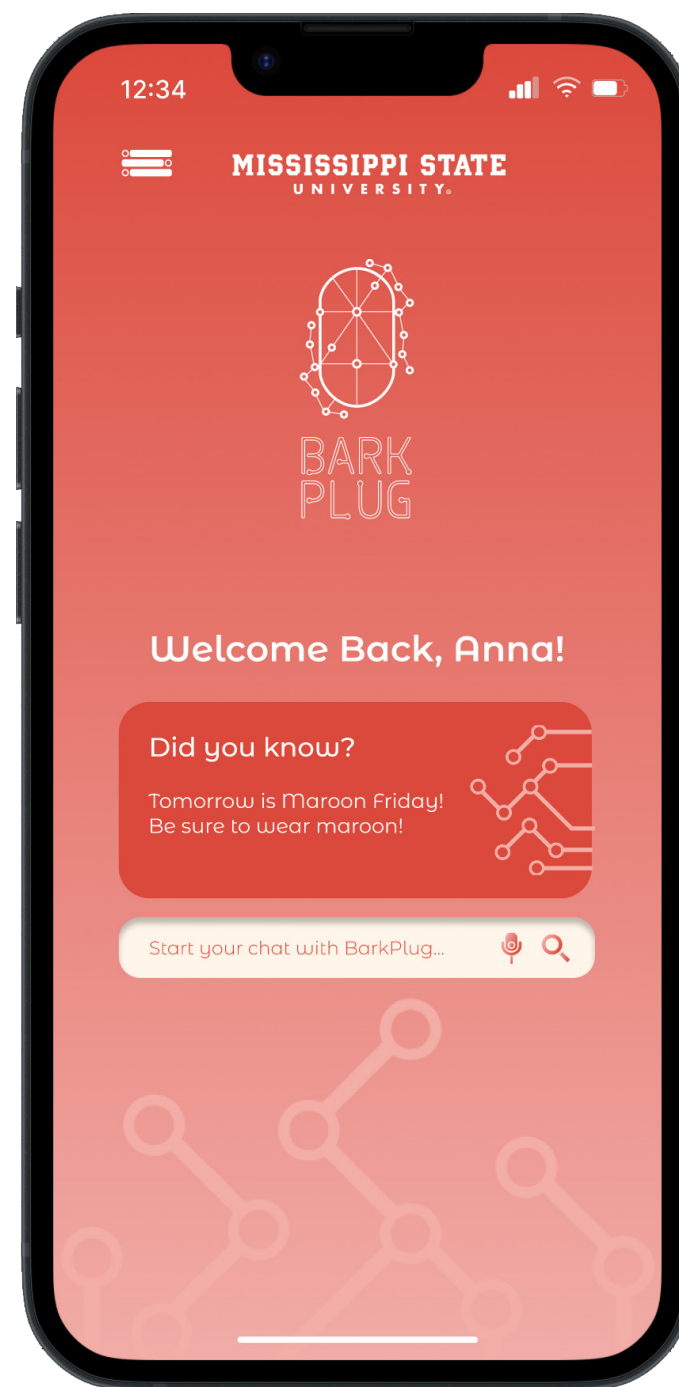 12:34
MISSISSIPPI STATE
UNIVERSITY®
BARK
PLUG
Welcome Back, Anna!
Did you know?
Tomorrow is Maroon Friday!
Be sure to wear maroon!
Start your chat with BarkPlug...